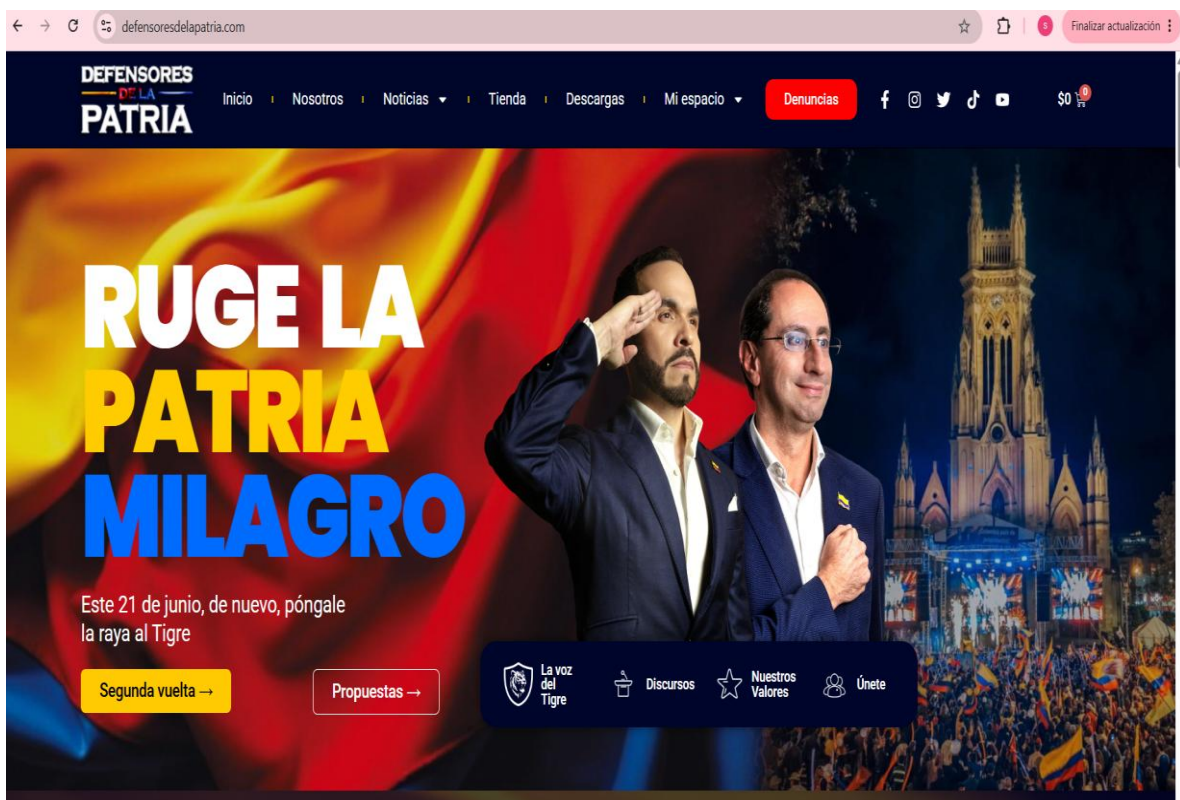 defensoresdelapatria.com
S
Finalizar actualización
DEFENSORES
DE LA
PATRIA
Inicio
Nosotros
Noticias
Tienda
Descargas
Mi espacio
Denuncias
$0
0
RUGE LA
PATRIA
MILAGRO
Este 21 de junio, de nuevo, póngale
la raya al Tigre
Segunda vuelta →
Propuestas →
La voz
del
Tigre
Discursos
Nuestros
Valores
Únete